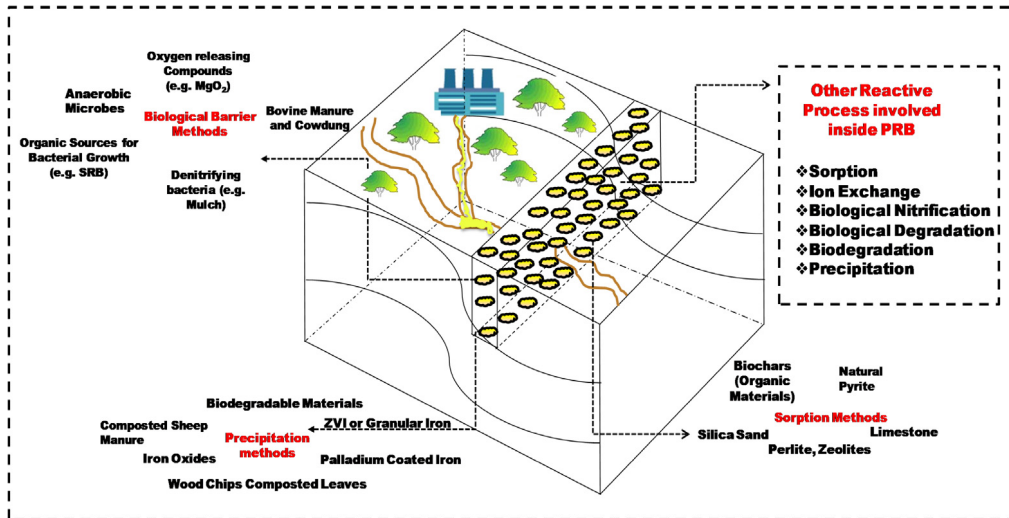 Oxygen releasing
Compounds
(e.g. MgO₂)
Anaerobic
Microbes
Biological Barrier
Methods
Bovine Manure
and Cowdung
Organic Sources for
Bacterial Growth
(e.g. SRB)
Denitrifying
bacteria (e.g.
Mulch)
Other Reactive
Process involved
inside PRB
❖Sorption
❖Ion Exchange
❖Biological Nitrification
❖Biological Degradation
❖Biodegradation
❖Precipitation
Biodegradable Materials
Composted Sheep
Manure
Precipitation
methods
ZVI or Granular Iron
Iron Oxides
Palladium Coated Iron
Wood Chips Composted Leaves
Biochars
(Organic
Materials)
Natural
Pyrite
Sorption Methods
Silica Sand
Limestone
Perlite, Zeolites